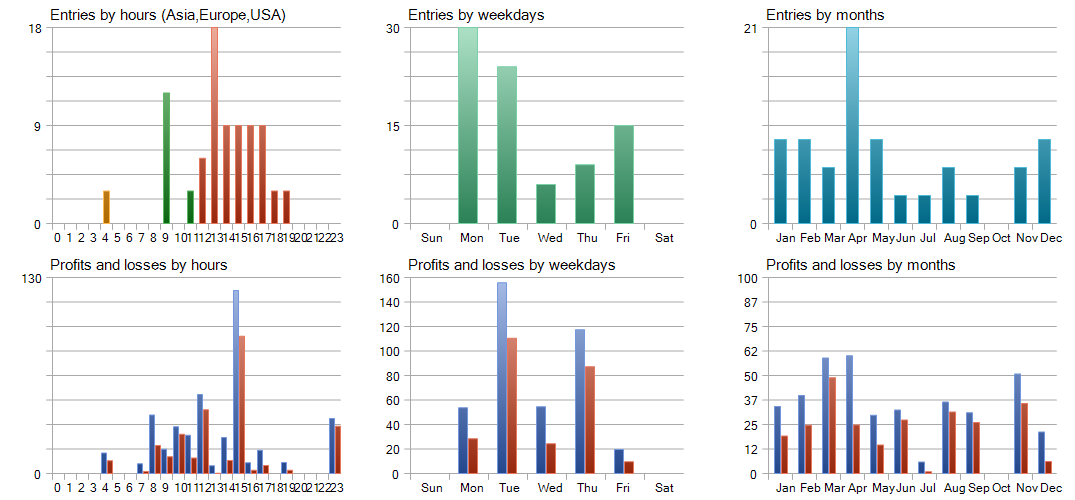 Entries by hours (Asia,Europe,USA)
18
9
0
0 1 2 3 4 5 6 7 8 9 10 11 12 13 14 15 16 17 18 19 20 21 22 23
Entries by weekdays
30
15
0
Sun Mon Tue Wed Thu Fri Sat
Entries by months
21
0
Jan Feb Mar Apr May Jun Jul Aug Sep Oct Nov Dec
Profits and losses by hours
130
0
0 1 2 3 4 5 6 7 8 9 10 11 12 13 14 15 16 17 18 19 20 21 22 23
Profits and losses by weekdays
160
140
120
100
80
60
40
20
0
Sun Mon Tue Wed Thu Fri Sat
Profits and losses by months
100
87
75
62
50
37
25
12
0
Jan Feb Mar Apr May Jun Jul Aug Sep Oct Nov Dec